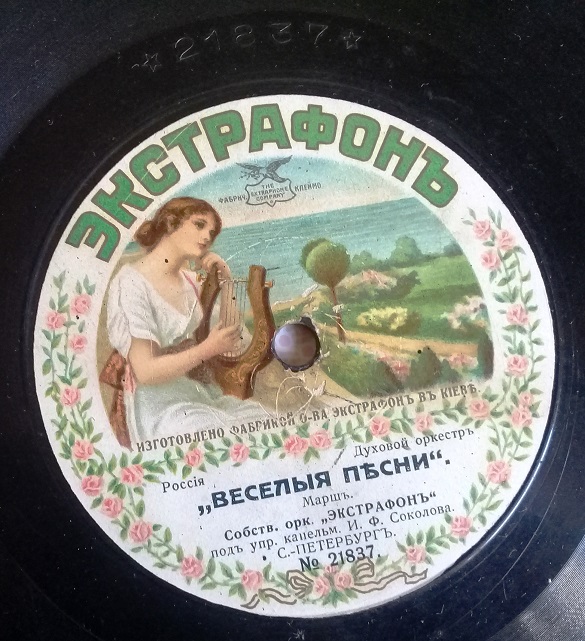 ☆21837☆
ЭКСТРАФОНЪ
ФАБРИЧ. КЛЕЙМО
THE
EXTRAPHONE
COMPANY
ИЗГОТОВЛЕНО ФАБРИКОЙ О-ВА ЭКСТРАФОНЪ ВЪ КІЕВѢ.
Россія Духовой оркестръ
„ВЕСЕЛЫЯ ПѢСНИ“.
Маршъ.
Собств. орк. „ЭКСТРАФОНЪ“
подъ упр. капельм. И. Ф. Соколова.
С.-ПЕТЕРБУРГЪ.
№ 21837.